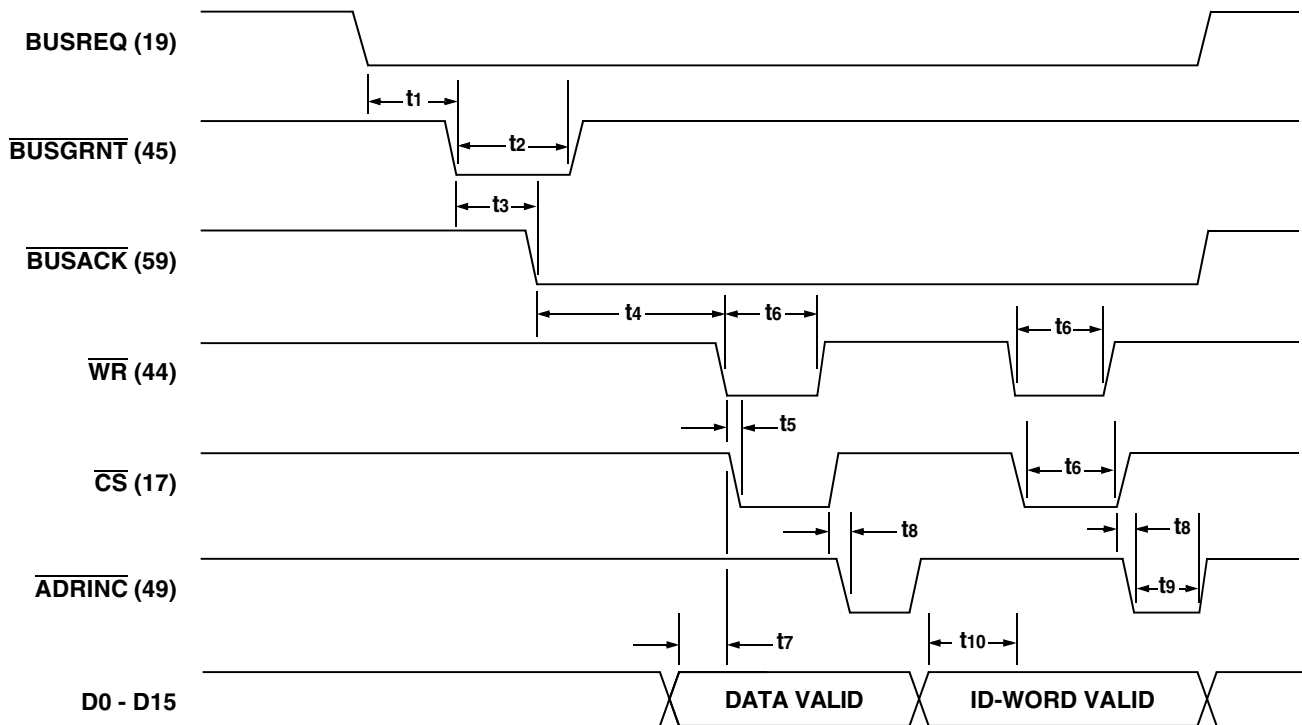 BUSREQ (19)
t1
BUSGRNT (45)
t2
t3
BUSACK (59)
t4
t6
t6
WR (44)
t5
CS (17)
t6
t8
t8
ADRINC (49)
t9
t7
t10
D0 - D15
DATA VALID
ID-WORD VALID